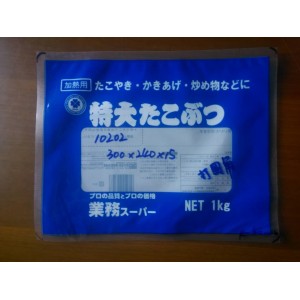 加熱用
たこやき・かきあげ・炒め物などに
特大たこぶつ
10202
300×240×15
プロの品質とプロの価格
業務スーパー
NET 1kg